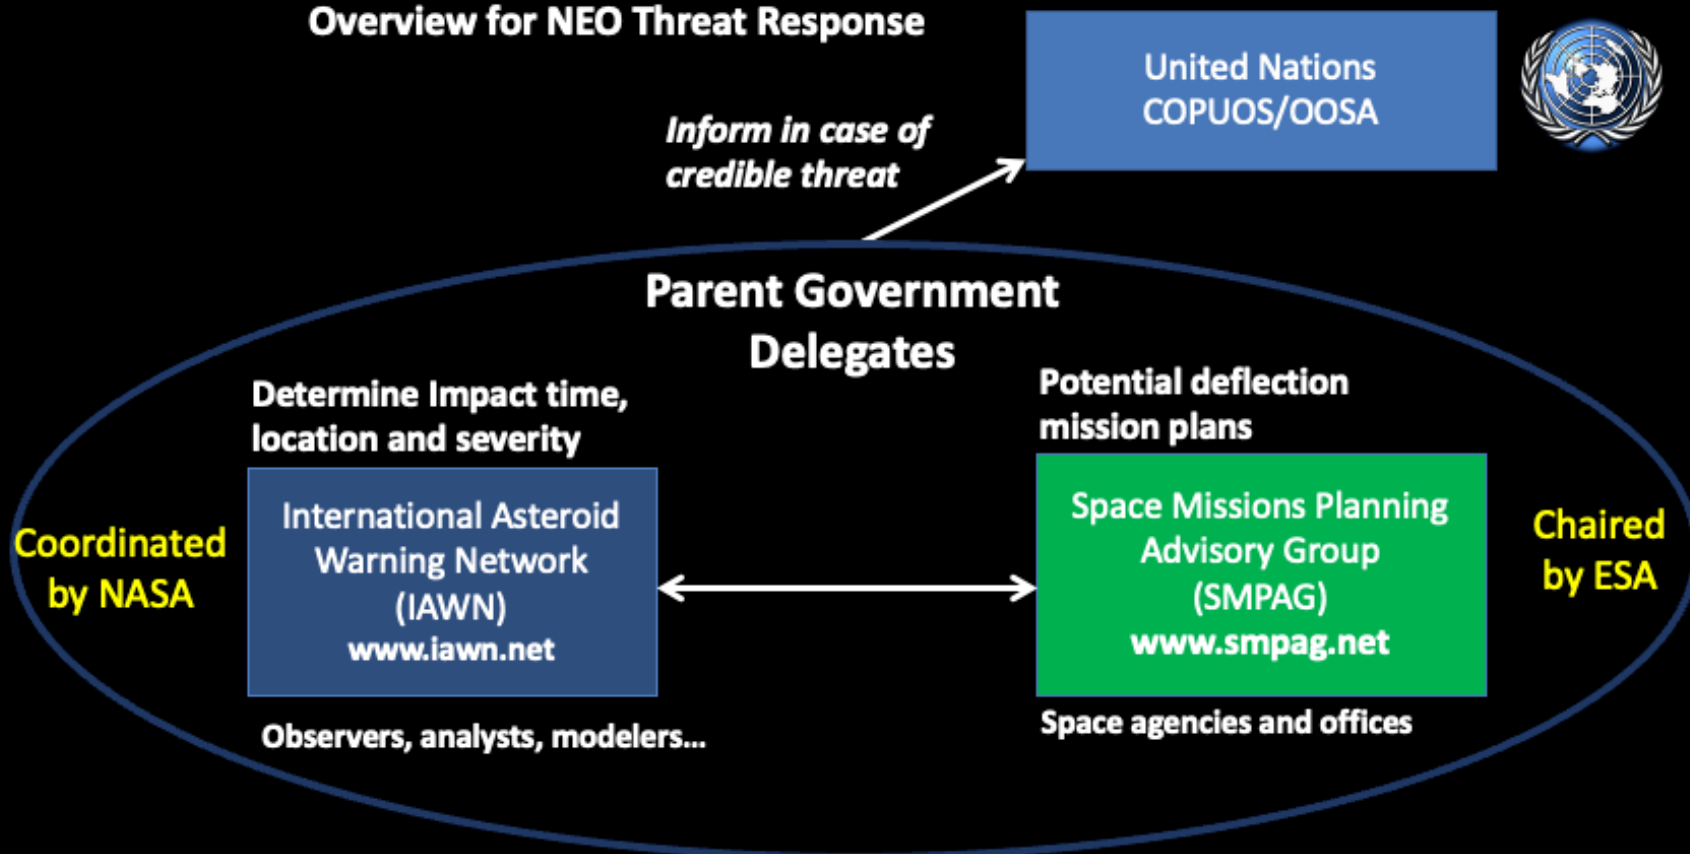 Overview for NEO Threat Response
United Nations
COPUOS/OOSA
Inform in case of
credible threat
Parent Government
Delegates
Determine Impact time,
location and severity
Potential deflection
mission plans
Coordinated
by NASA
International Asteroid
Warning Network
(IAWN)
www.iawn.net
Space Missions Planning
Advisory Group
(SMPAG)
www.smpag.net
Chaired
by ESA
Observers, analysts, modelers...
Space agencies and offices